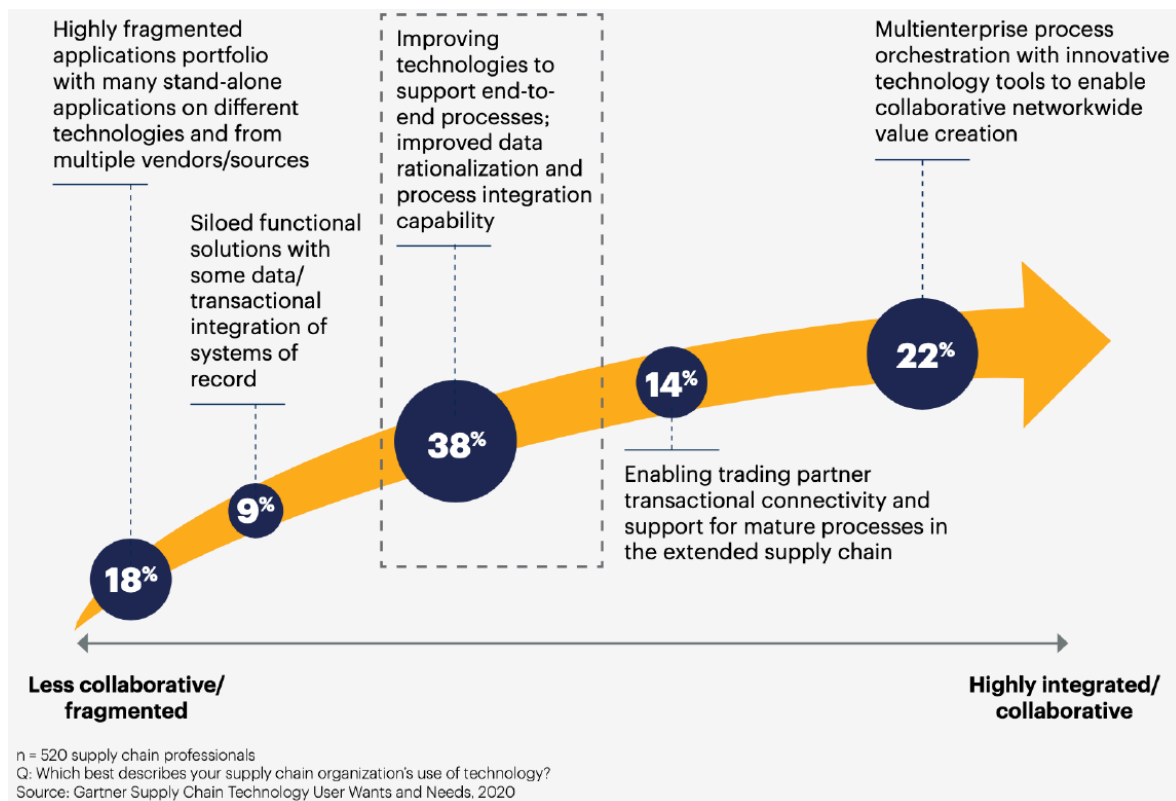 Highly fragmented
applications portfolio
with many stand-alone
applications on different
technologies and from
multiple vendors/sources
Siloed functional
solutions with
some data/
transactional
integration of
systems of
record
Improving
technologies to
support end-to-
end processes;
improved data
rationalization and
process integration
capability
Multienterprise process
orchestration with innovative
technology tools to enable
collaborative networkwide
value creation
18%
9%
38%
14%
22%
Enabling trading partner
transactional connectivity and
support for mature processes in
the extended supply chain
Less collaborative/
fragmented
Highly integrated/
collaborative
n = 520 supply chain professionals
Q: Which best describes your supply chain organization's use of technology?
Source: Gartner Supply Chain Technology User Wants and Needs, 2020